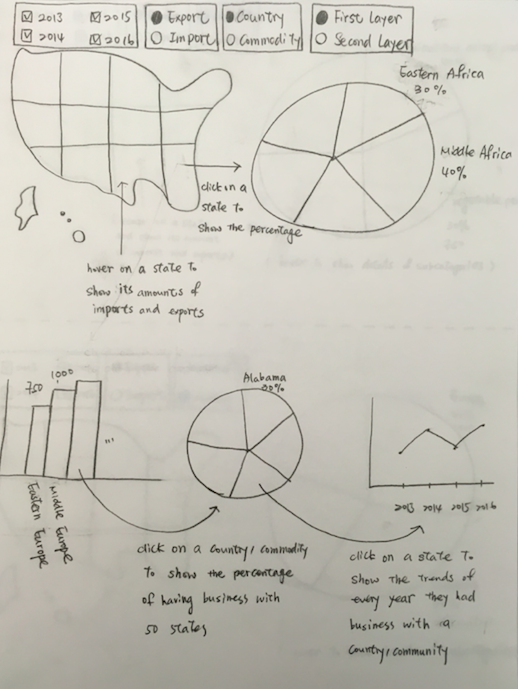 2013 2015
2014 2016
Export
Import
Country
Commodity
First Layer
Second Layer
Eastern Africa
30%
Middle Africa
40%
click on a
state to
show the percentage
hover on a state to
show its amounts of
imports and exports
750
1000
...
Eastern Europe
Middle Europe
Alabama
20%
2013 2014 2015 2016
click on a country/commodity
to show the percentage
of having business with
50 states
click on a state to
show the trends of
every year they had
business with a
country/community